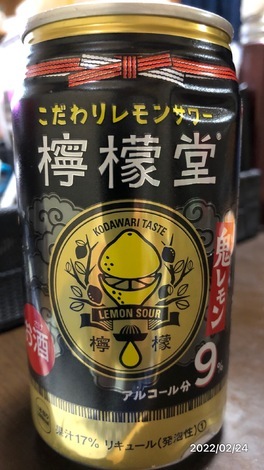 こだわりレモンサワー
檸檬堂®
KODAWARI TASTE
LEMON SOUR
檸檬
鬼レモン
お酒
アルコール分 9%
果汁17% リキュール(発泡性)①
2022/02/24